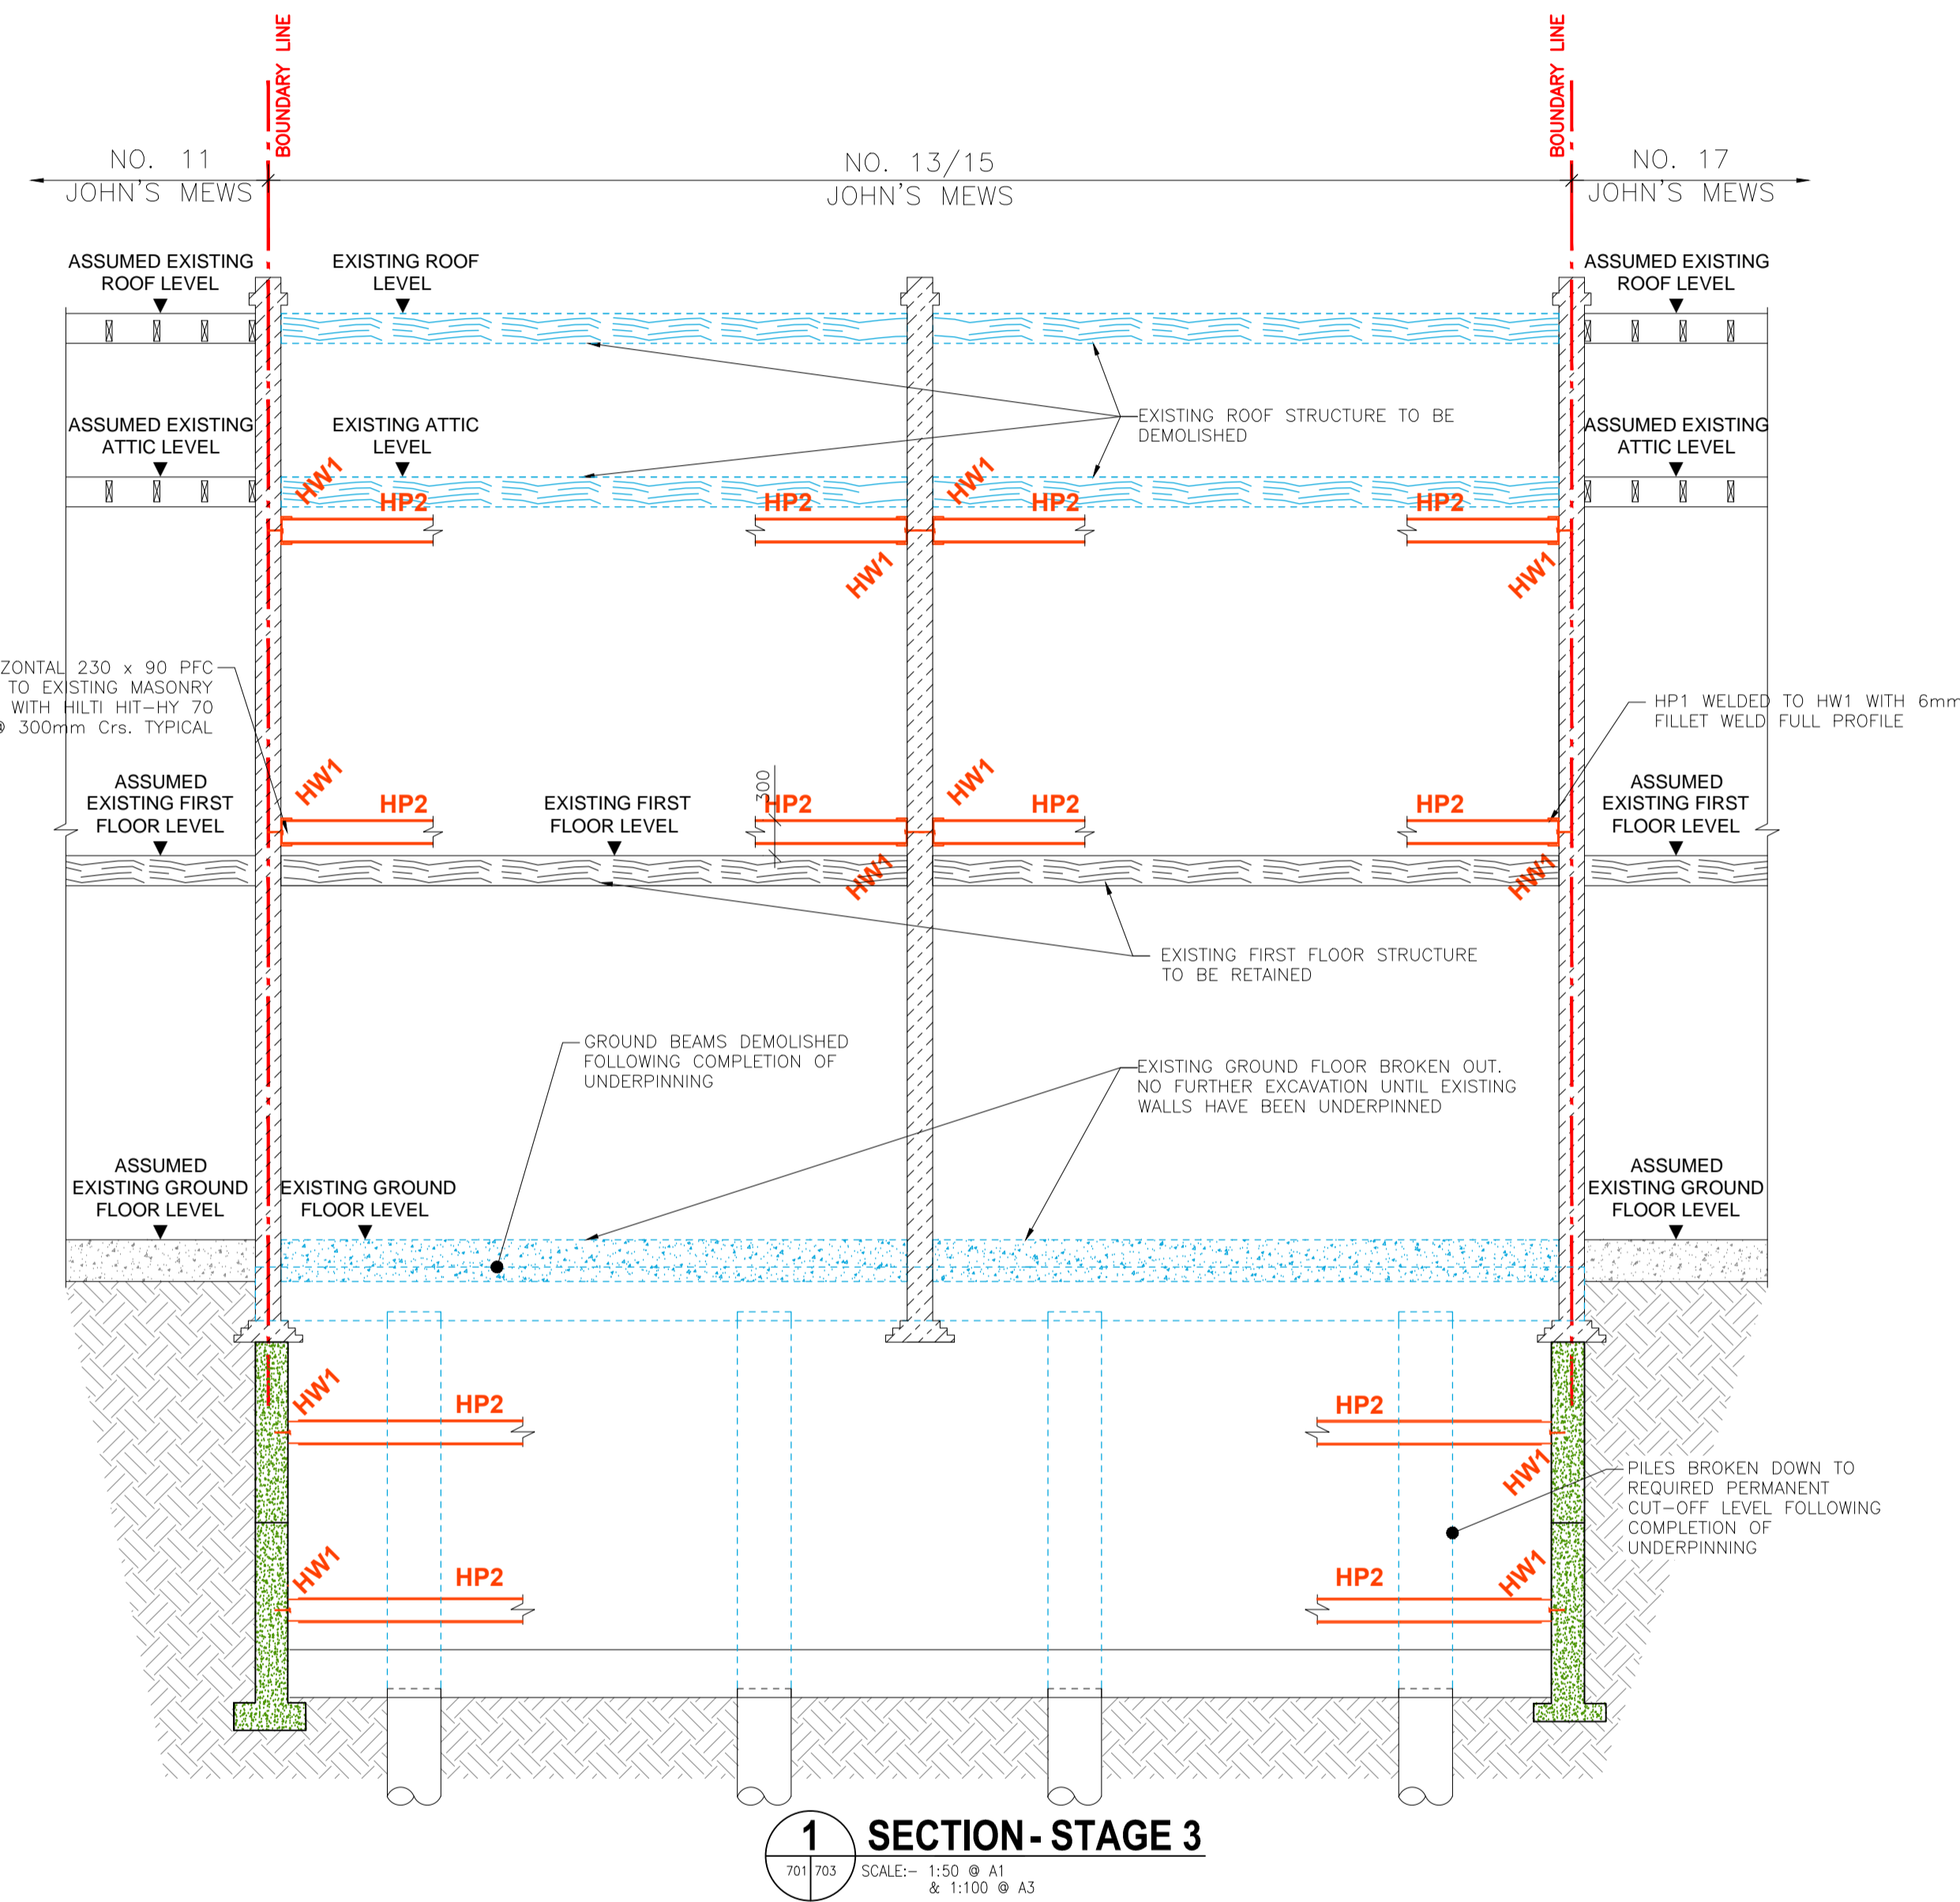 BOUNDARY LINE
BOUNDARY LINE
NO. 11
JOHN'S MEWS
NO. 13/15
JOHN'S MEWS
NO. 17
JOHN'S MEWS
ASSUMED EXISTING
ROOF LEVEL
EXISTING ROOF
LEVEL
ASSUMED EXISTING
ROOF LEVEL
EXISTING ROOF STRUCTURE TO BE
DEMOLISHED
ASSUMED EXISTING
ATTIC LEVEL
EXISTING ATTIC
LEVEL
ASSUMED EXISTING
ATTIC LEVEL
HW1
HP2
HP2
HW1
HP2
HP2
HW1
HW1
ZONTAL 230 x 90 PFC
TO EXISTING MASONRY
WITH HILTI HIT-HY 70
@ 300mm Crs. TYPICAL
HP1 WELDED TO HW1 WITH 6mm
FILLET WELD FULL PROFILE
ASSUMED
EXISTING FIRST
FLOOR LEVEL
HW1
HP2
EXISTING FIRST
FLOOR LEVEL
300
HP2
HW1
HP2
HP2
HW1
HW1
ASSUMED
EXISTING FIRST
FLOOR LEVEL
EXISTING FIRST FLOOR STRUCTURE
TO BE RETAINED
GROUND BEAMS DEMOLISHED
FOLLOWING COMPLETION OF
UNDERPINNING
EXISTING GROUND FLOOR BROKEN OUT.
NO FURTHER EXCAVATION UNTIL EXISTING
WALLS HAVE BEEN UNDERPINNED
ASSUMED
EXISTING GROUND
FLOOR LEVEL
EXISTING GROUND
FLOOR LEVEL
ASSUMED
EXISTING GROUND
FLOOR LEVEL
HW1
HP2
HP2
HW1
PILES BROKEN DOWN TO
REQUIRED PERMANENT
CUT-OFF LEVEL FOLLOWING
COMPLETION OF
UNDERPINNING
HW1
HP2
HP2
HW1
1
701 703
SECTION - STAGE 3
SCALE:- 1:50 @ A1
& 1:100 @ A3